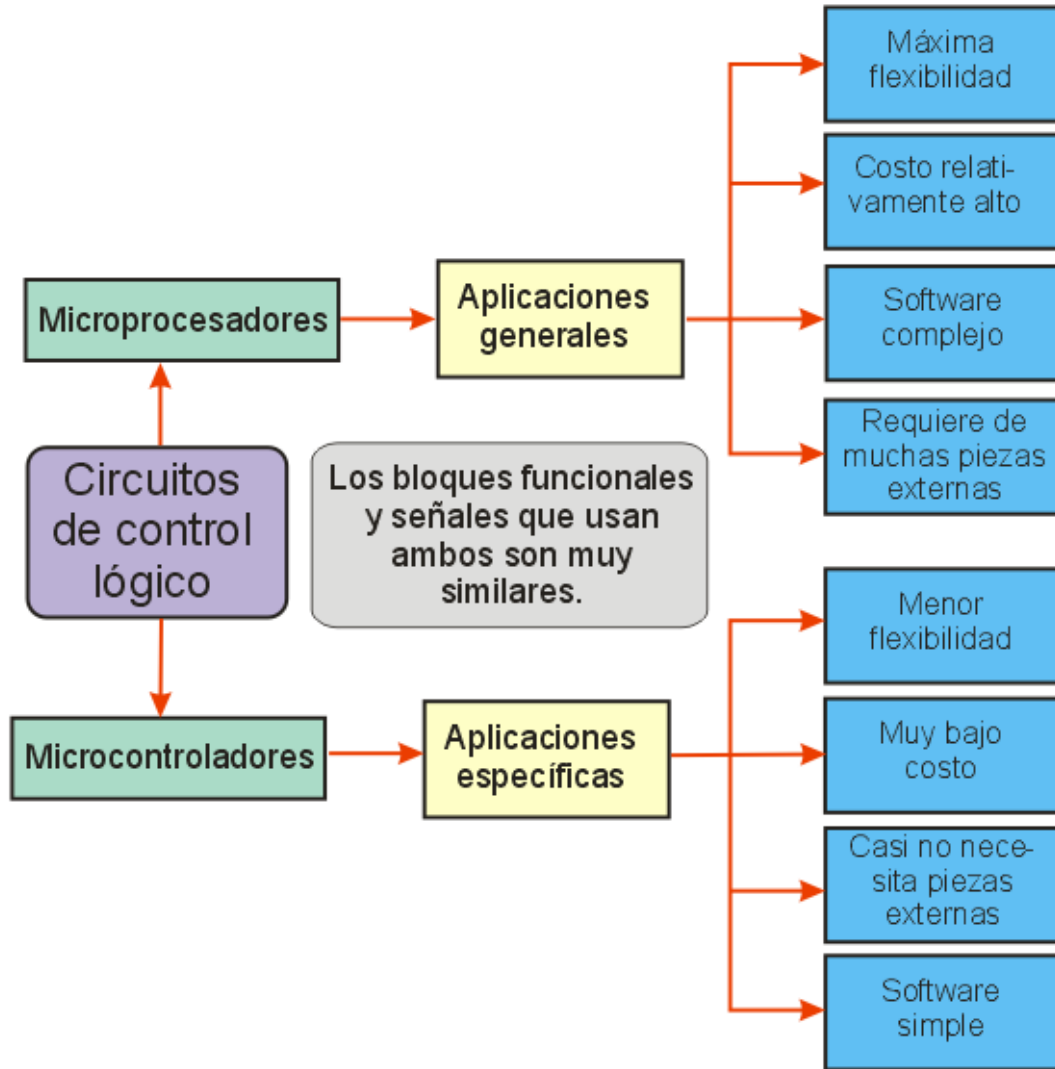 Máxima
flexibilidad
Costo relati-
vamente alto
Microprocesadores
Aplicaciones
generales
Software
complejo
Requiere de
muchas piezas
externas
Circuitos
de control
lógico
Los bloques funcionales
y señales que usan
ambos son muy
similares.
Menor
flexibilidad
Microcontroladores
Aplicaciones
específicas
Muy bajo
costo
Casi no nece-
sita piezas
externas
Software
simple